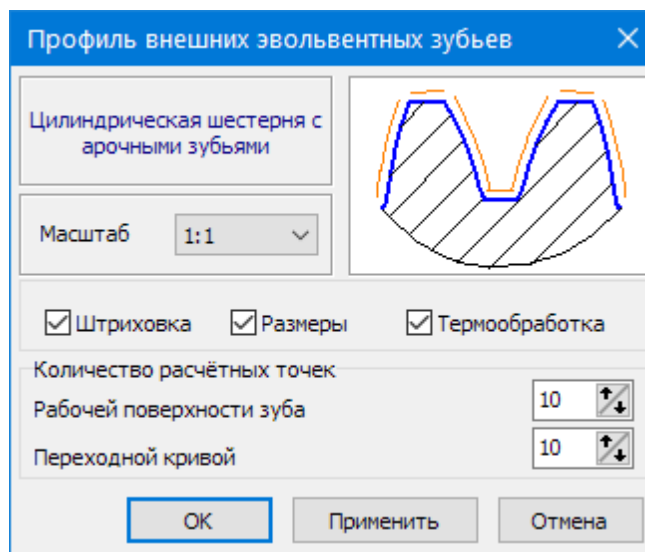 Профиль внешних эвольвентных зубьев
Цилиндрическая шестерня с
арочными зубьями
Масштаб 1:1
Штриховка Размеры Термообработка
Количество расчётных точек
Рабочей поверхности зуба 10
Переходной кривой 10
OK Применить Отмена